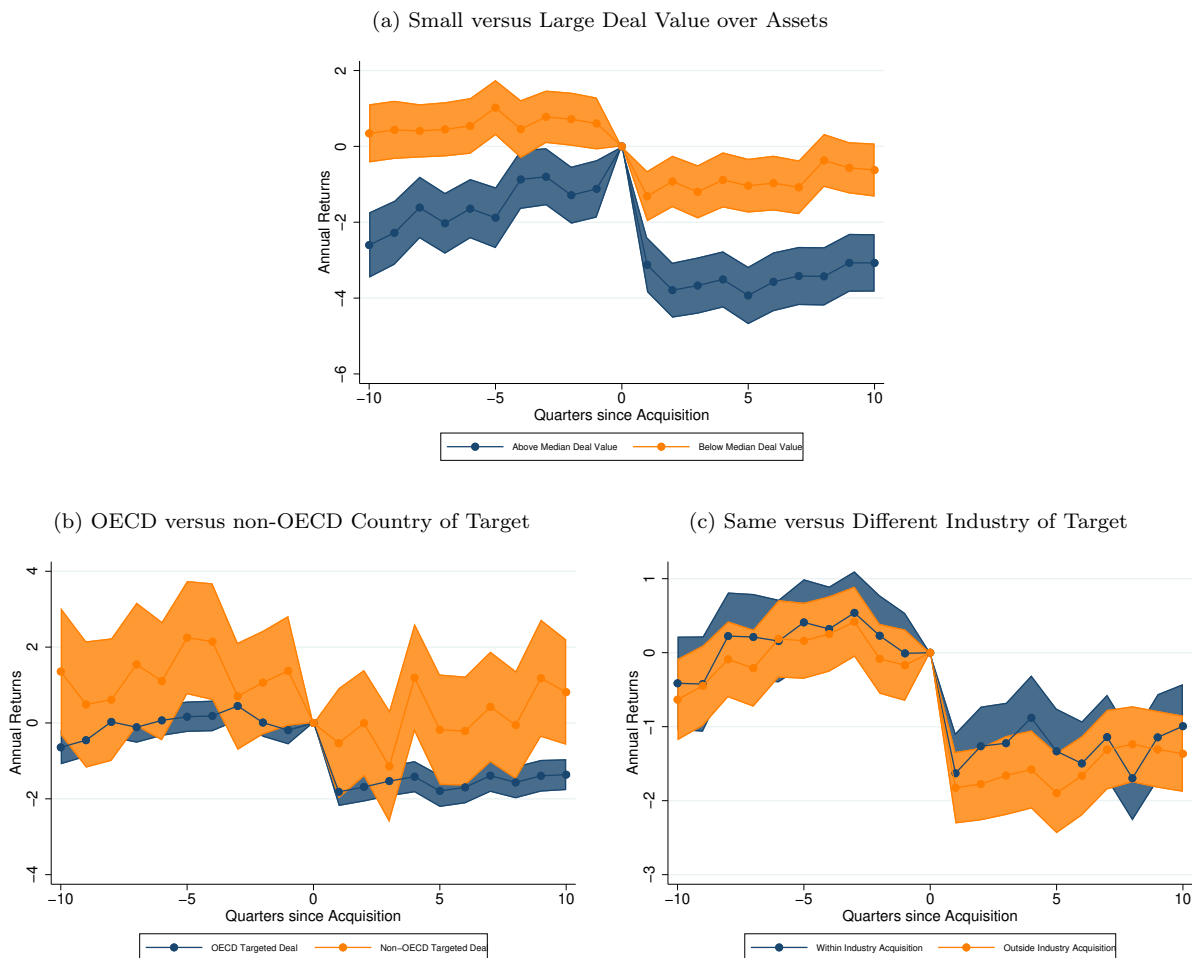 (a) Small versus Large Deal Value over Assets
2
0
−2
−4
−6
Annual Returns
−10 −5 0 5 10
Quarters since Acquisition
Above Median Deal Value Below Median Deal Value
(b) OECD versus non-OECD Country of Target
4
2
0
−2
−4
Annual Returns
−10 −5 0 5 10
Quarters since Acquisition
OECD Targeted Deal Non−OECD Targeted Deal
(c) Same versus Different Industry of Target
1
0
−1
−2
−3
Annual Returns
−10 −5 0 5 10
Quarters since Acquisition
Within Industry Acquisition Outside Industry Acquisition